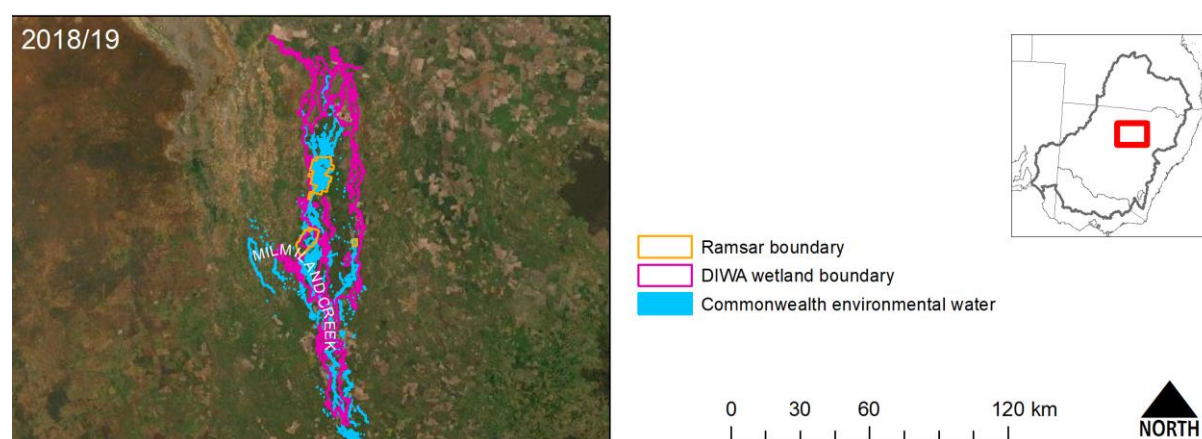 2018/19
MILMILAND CREEK
Ramsar boundary
DIWA wetland boundary
Commonwealth environmental water
0 30 60 120 km
NORTH